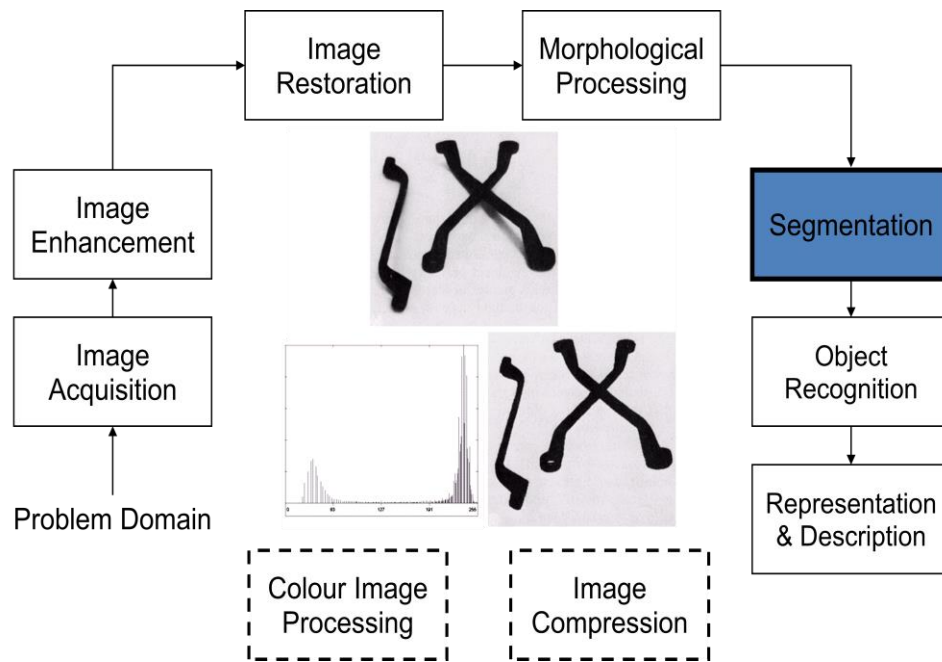 Image
Restoration
Morphological
Processing
Image
Enhancement
Segmentation
Image
Acquisition
Object
Recognition
Problem Domain
Representation
& Description
Colour Image
Processing
Image
Compression